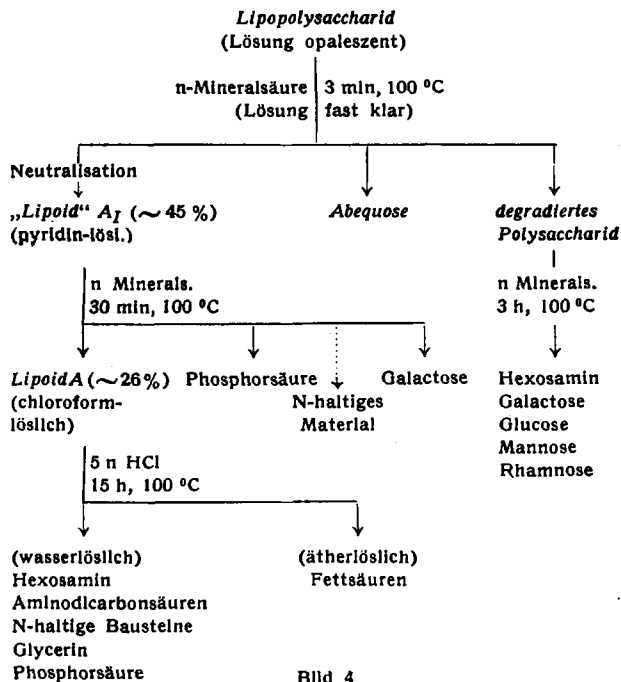 Lipopolysaccharid
(Lösung opaleszent)
n-Mineralsäure 3 min, 100 °C
(Lösung fast klar)
Neutralisation
„Lipoid“ A_I (~ 45 %)
(pyridin-lösl.)
Abequose
degradiertes
Polysaccharid
n Minerals.
30 min, 100 °C
n Minerals.
3 h, 100 °C
Lipoid A (~ 26 %)
(chloroform-
löslich)
Phosphorsäure
N-haltiges
Material
Galactose
Hexosamin
Galactose
Glucose
Mannose
Rhamnose
5 n HCl
15 h, 100 °C
(wasserlöslich)
Hexosamin
Aminodicarbonsäuren
N-haltige Bausteine
Glycerin
Phosphorsäure
(ätherlöslich)
Fettsäuren
Bild 4